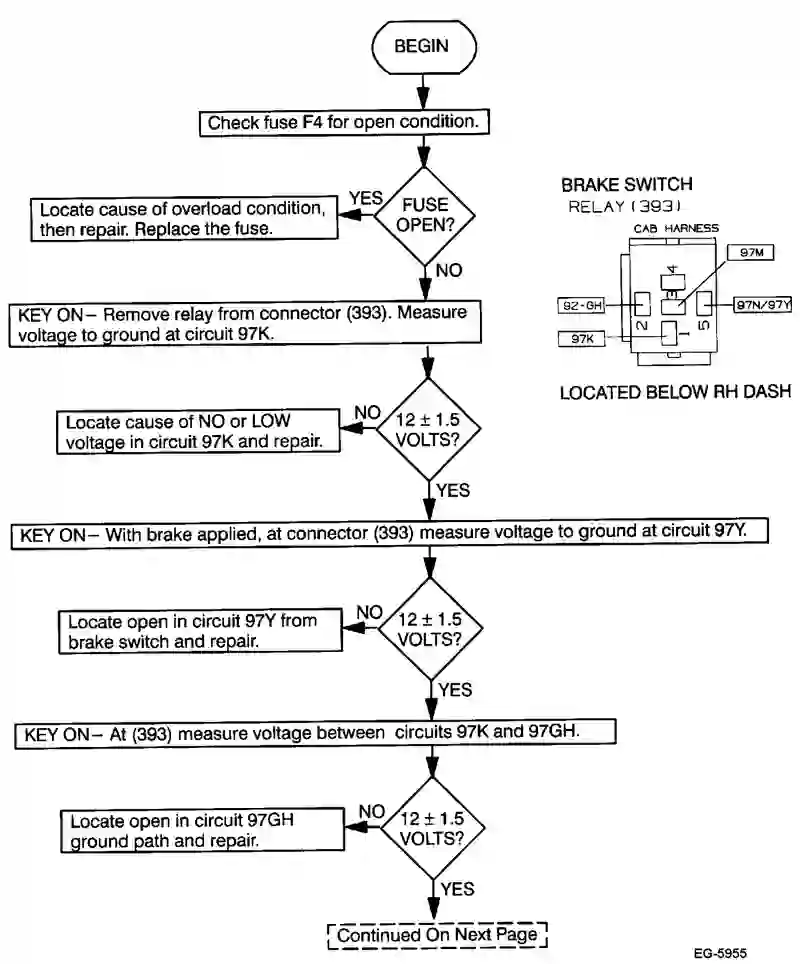 BEGIN
Check fuse F4 for open condition.
FUSE
OPEN?
YES
Locate cause of overload condition,
then repair. Replace the fuse.
NO
BRAKE SWITCH
RELAY (393)
CAB HARNESS
97M
4
3
92-GH
2
5
97N/97Y
97K
1
LOCATED BELOW RH DASH
KEY ON– Remove relay from connector (393). Measure
voltage to ground at circuit 97K.
12 ± 1.5
VOLTS?
NO
Locate cause of NO or LOW
voltage in circuit 97K and repair.
YES
KEY ON– With brake applied, at connector (393) measure voltage to ground at circuit 97Y.
12 ± 1.5
VOLTS?
NO
Locate open in circuit 97Y from
brake switch and repair.
YES
KEY ON– At (393) measure voltage between circuits 97K and 97GH.
12 ± 1.5
VOLTS?
NO
Locate open in circuit 97GH
ground path and repair.
YES
Continued On Next Page
EG-5955